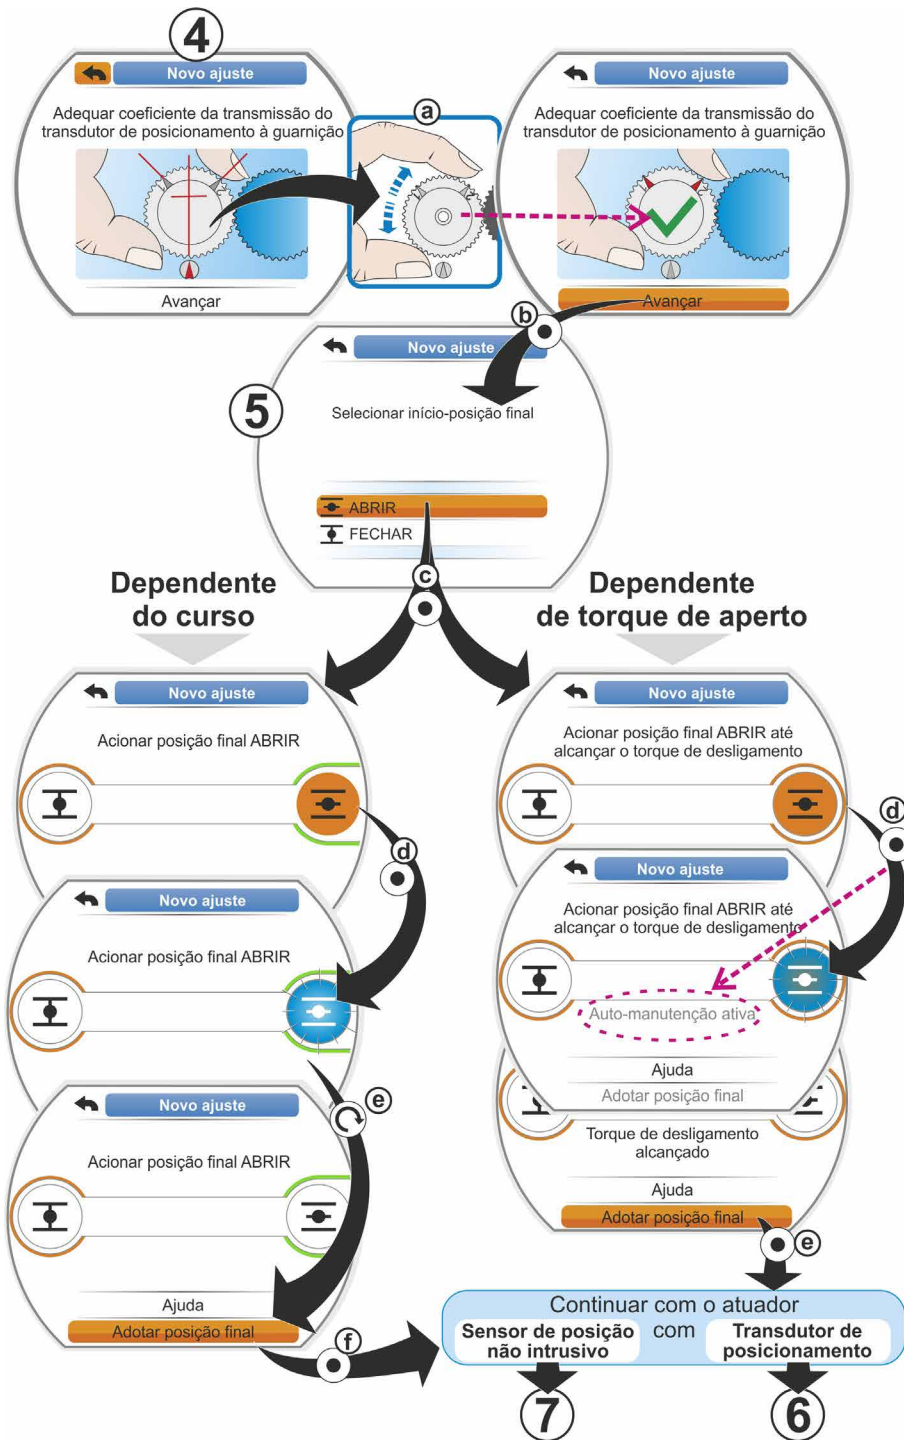 4
Novo ajuste
Adequar coeficiente da transmissão do
transdutor de posicionamento à guarnição
Avançar
a
Novo ajuste
Adequar coeficiente da transmissão do
transdutor de posicionamento à guarnição
Avançar
b
5
Novo ajuste
Selecionar início-posição final
ABRIR
FECHAR
c
Dependente
do curso
Novo ajuste
Acionar posição final ABRIR
d
Novo ajuste
Acionar posição final ABRIR
e
Novo ajuste
Acionar posição final ABRIR
Ajuda
Adotar posição final
f
Dependente
de torque de aperto
Novo ajuste
Acionar posição final ABRIR até
alcançar o torque de desligamento
d
Novo ajuste
Acionar posição final ABRIR até
alcançar o torque de desligamento
Auto-manutenção ativa
Ajuda
Adotar posição final
Torque de desligamento
alcançado
Ajuda
Adotar posição final
e
Continuar com o atuador
com
Sensor de posição
não intrusivo
Transdutor de
posicionamento
7
6